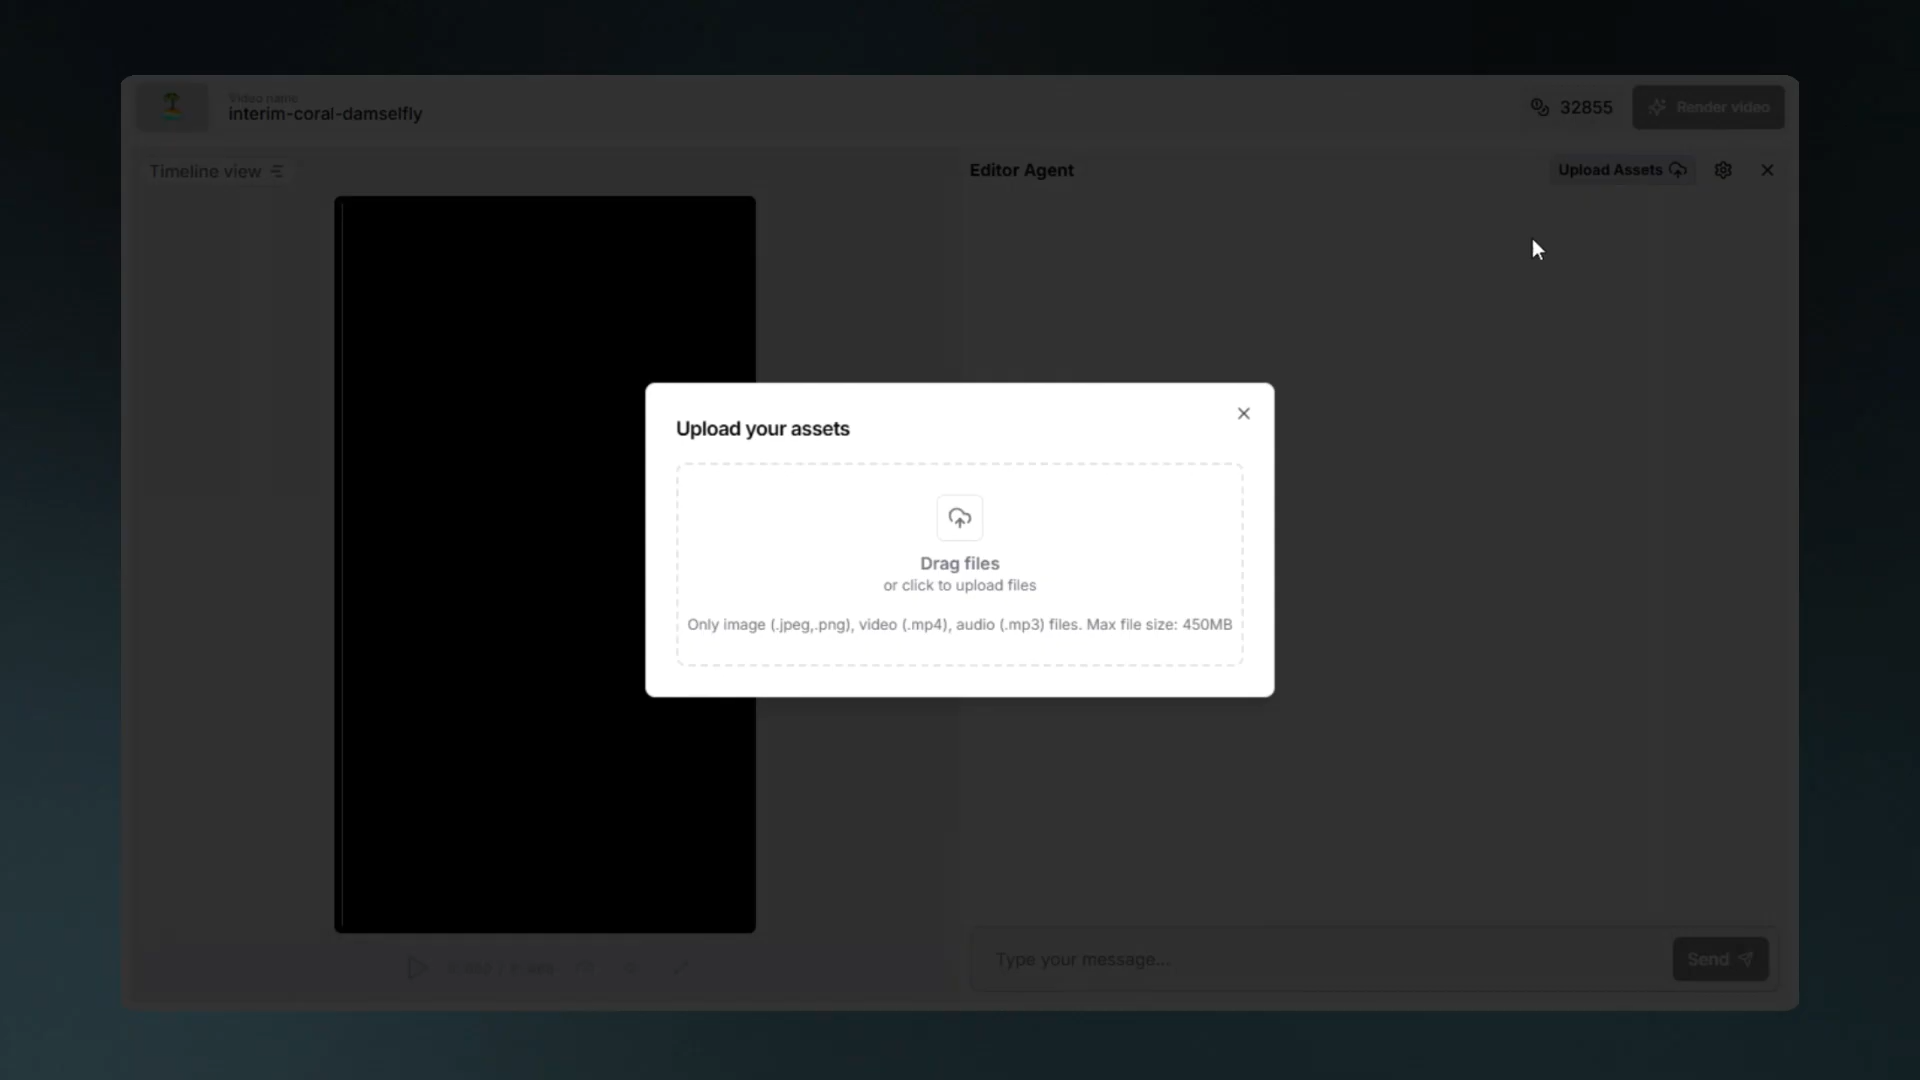 Video name
interim-coral-damselfly
32855
Render video
Timeline view
Editor Agent
Upload Assets
Upload your assets
Drag files
or click to upload files
Only image (.jpeg,.png), video (.mp4), audio (.mp3) files. Max file size: 450MB
Type your message...
Send